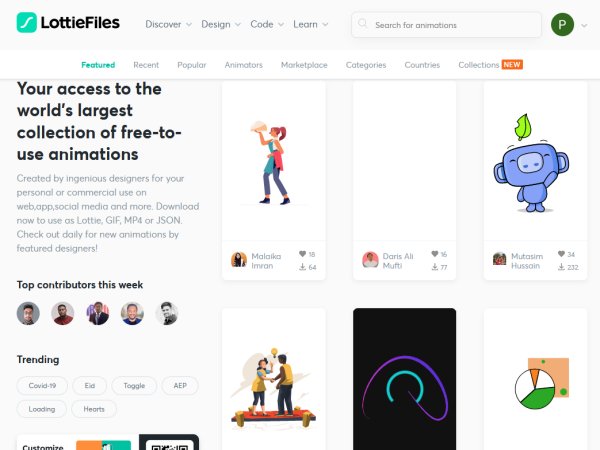 LottieFiles
Discover Design Code Learn
Search for animations
P
Featured Recent Popular Animators Marketplace Categories Countries Collections NEW
Your access to the
world's largest
collection of free-to-
use animations
Created by ingenious designers for your
personal or commercial use on
web,app,social media and more. Download
now to use as Lottie, GIF, MP4 or JSON.
Check out daily for new animations by
featured designers!
Top contributors this week
Trending
Covid-19 Eid Toggle AEP
Loading Hearts
Customize
Malaika
Imran
18
64
Daris Ali
Mufti
16
77
Mutasim
Hussain
34
232